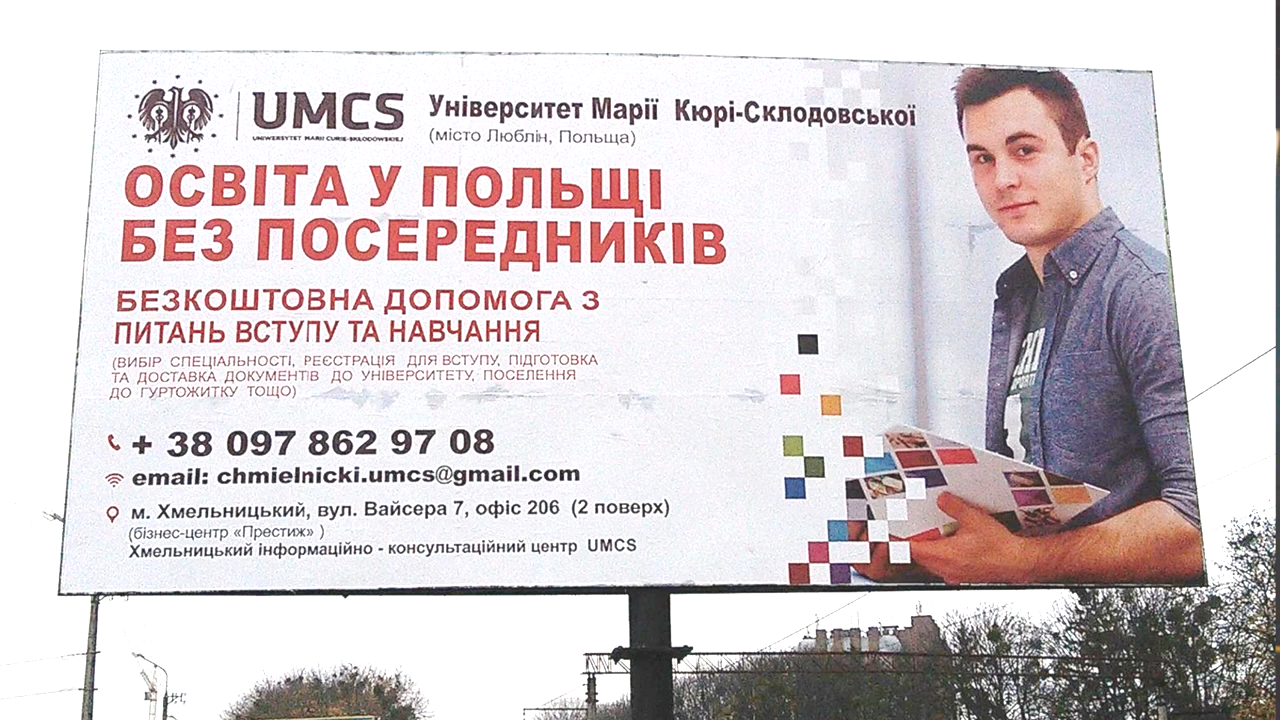 UMCS
UNIWERSYTET MARII CURIE-SKŁODOWSKIEJ
Університет Марії Кюрі-Склодовської
(місто Люблін, Польща)
ОСВІТА У ПОЛЬЩІ
БЕЗ ПОСЕРЕДНИКІВ
БЕЗКОШТОВНА ДОПОМОГА З
ПИТАНЬ ВСТУПУ ТА НАВЧАННЯ
(ВИБІР СПЕЦІАЛЬНОСТІ, РЕЄСТРАЦІЯ ДЛЯ ВСТУПУ, ПІДГОТОВКА
ТА ДОСТАВКА ДОКУМЕНТІВ ДО УНІВЕРСИТЕТУ, ПОСЕЛЕННЯ
ДО ГУРТОЖИТКУ ТОЩО)
+ 38 097 862 97 08
email: chmielnicki.umcs@gmail.com
м. Хмельницький, вул. Вайсера 7, офіс 206 (2 поверх)
(бізнес-центр «Престиж» )
Хмельницький інформаційно - консультаційний центр UMCS